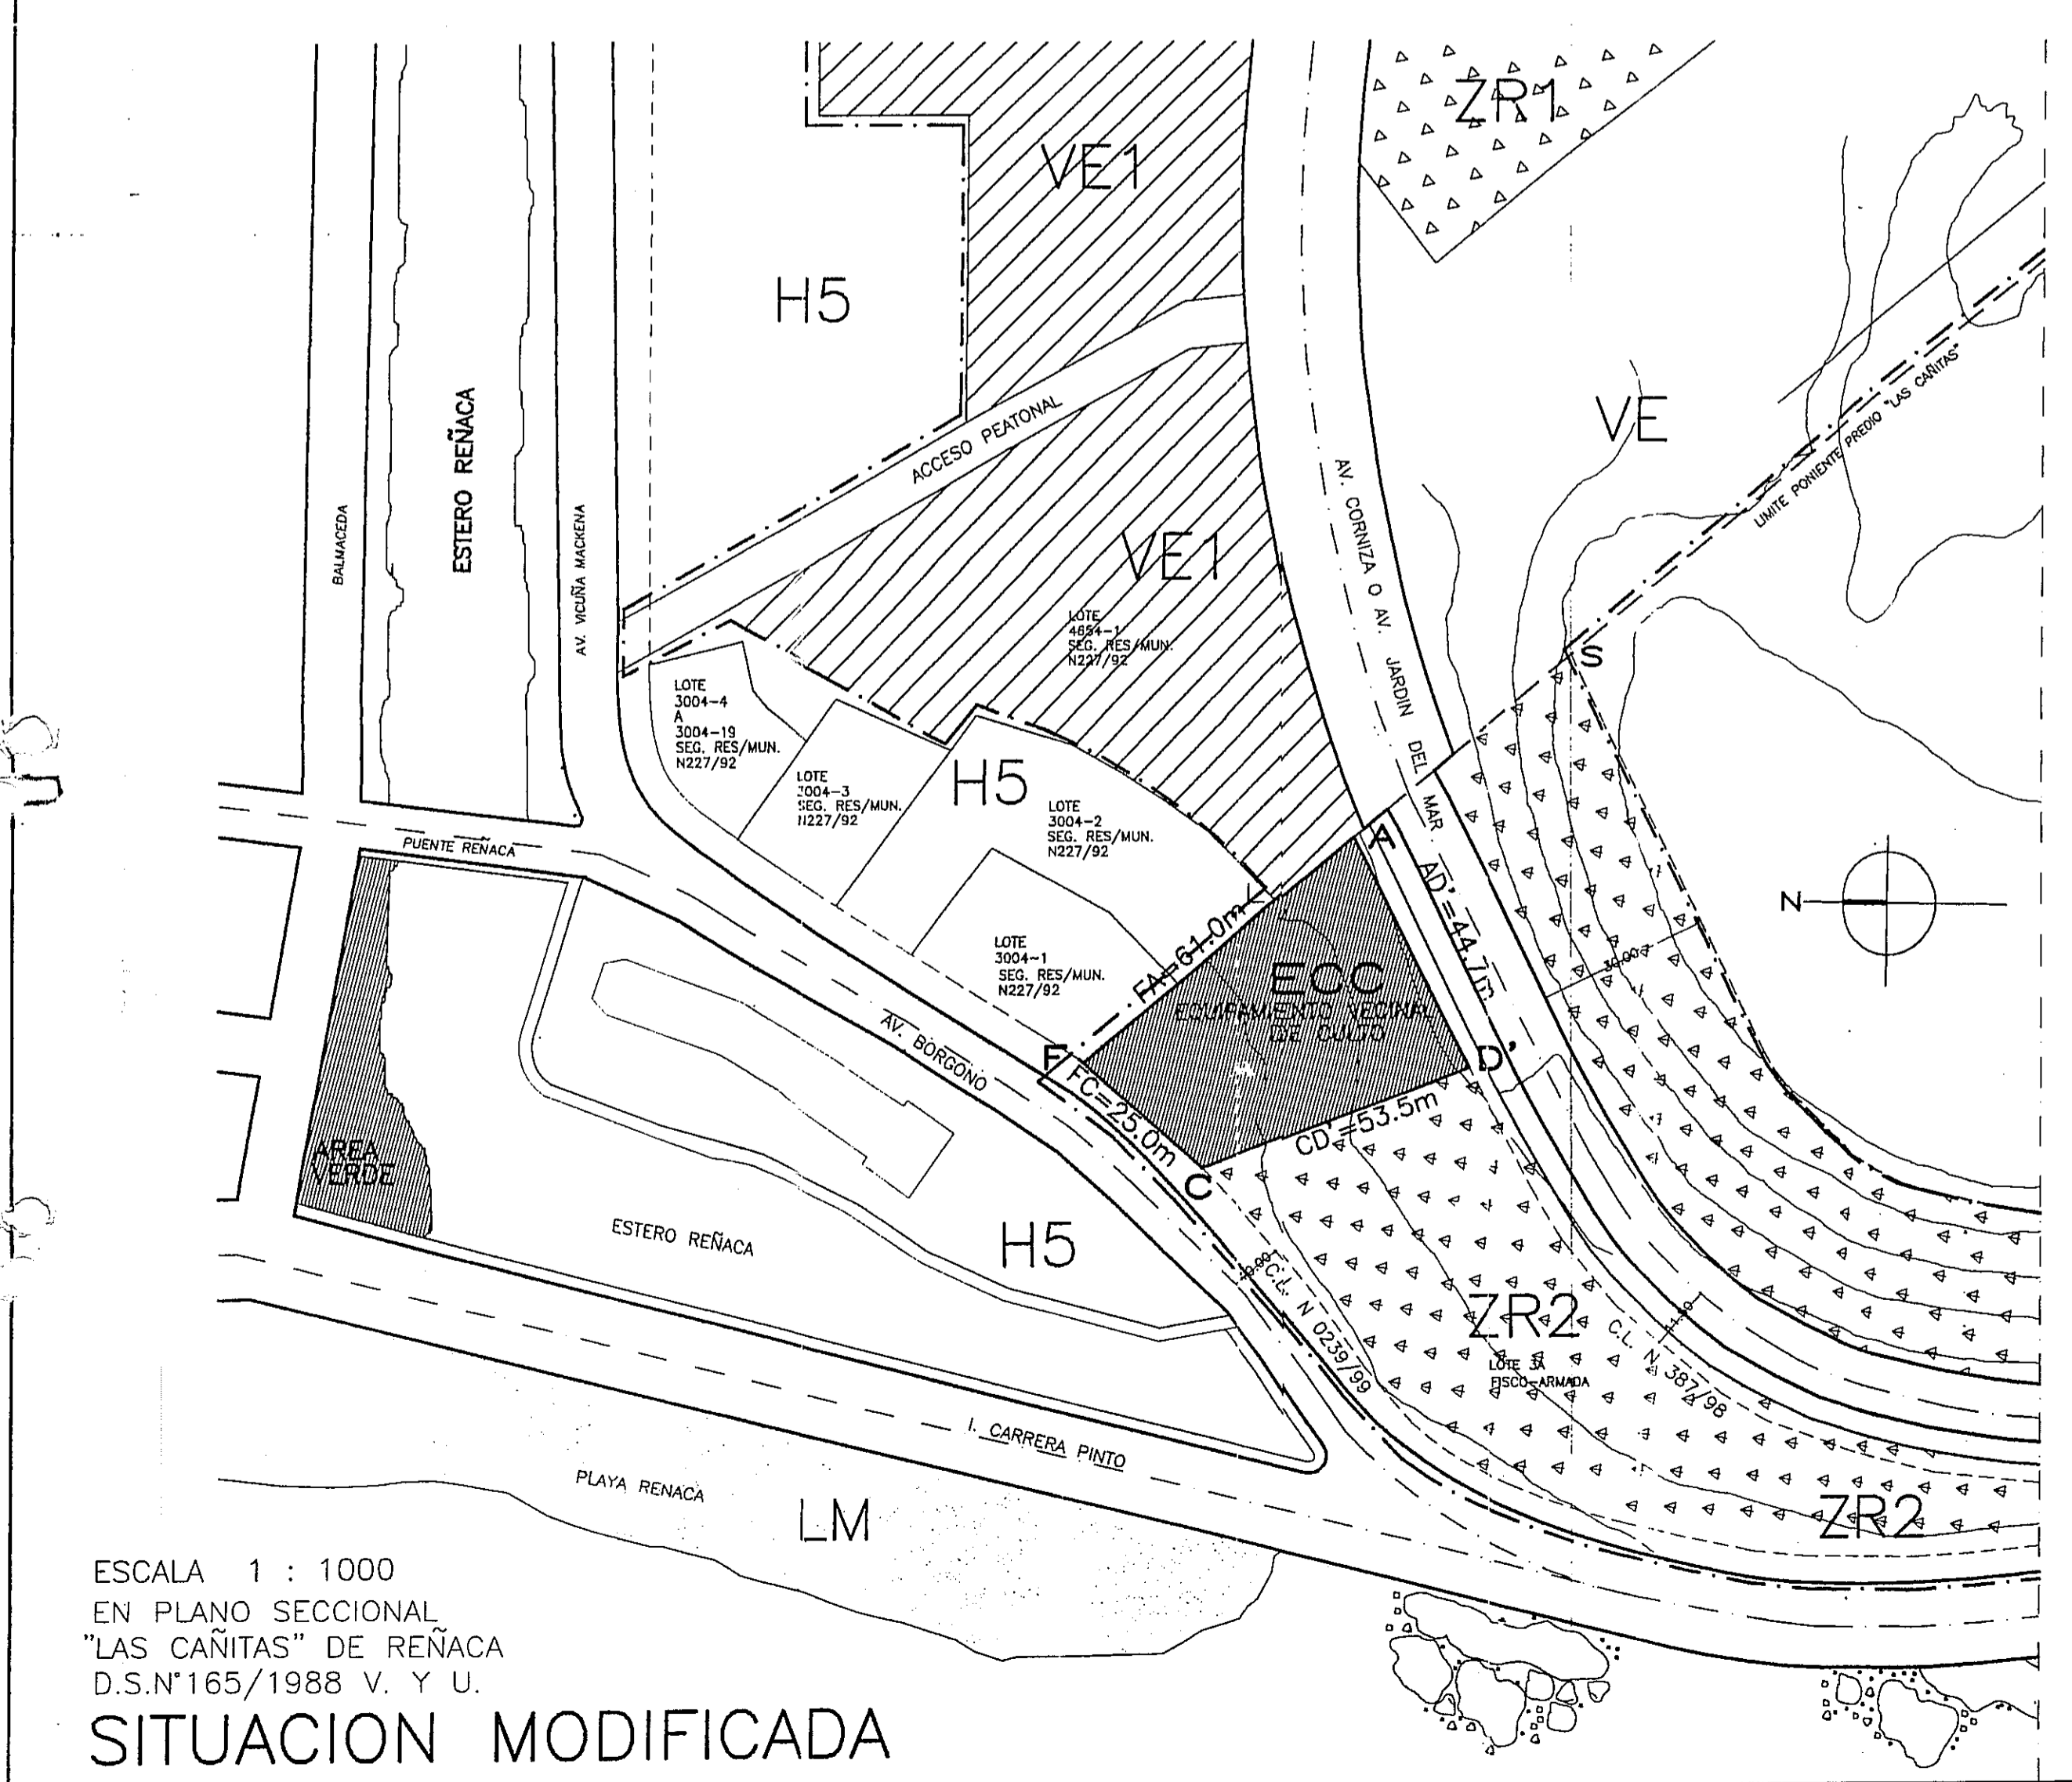 ZR1
VE1
H5
VE
ACCESO PEATONAL
LIMITE PONIENTE PREDIO "LAS CAÑITAS"
ESTERO REÑACA
BALMACEDA
AV. VICUÑA MACKENA
AV. CORNIZA O AV. JARDIN DEL MAR
VE1
LOTE
4654-1
SEG. RES/MUN.
N227/92
S
LOTE
3004-4
A
3004-19
SEG. RES/MUN.
N227/92
LOTE
3004-3
SEG. RES/MUN.
N227/92
H5
LOTE
3004-2
SEG. RES/MUN.
N227/92
PUENTE REÑACA
A
AD'=44.7m
N
LOTE
3004-1
SEG. RES/MUN.
N227/92
FA=61.0m
ECC
EQUIPAMIENTO VECINAL
DE CULTO
30.00
AV. BORGONO
F
D'
FC=25.0m
CD'=53.5m
C
AREA
VERDE
ESTERO REÑACA
H5
C.L. N 0239/99
ZR2
LOTE 3A
FISCO-ARMADA
C.L. N 387/98
I. CARRERA PINTO
PLAYA RENACA
LM
ZR2
ESCALA 1 : 1000
EN PLANO SECCIONAL
"LAS CAÑITAS" DE REÑACA
D.S.N°165/1988 V. Y U.
SITUACION MODIFICADA